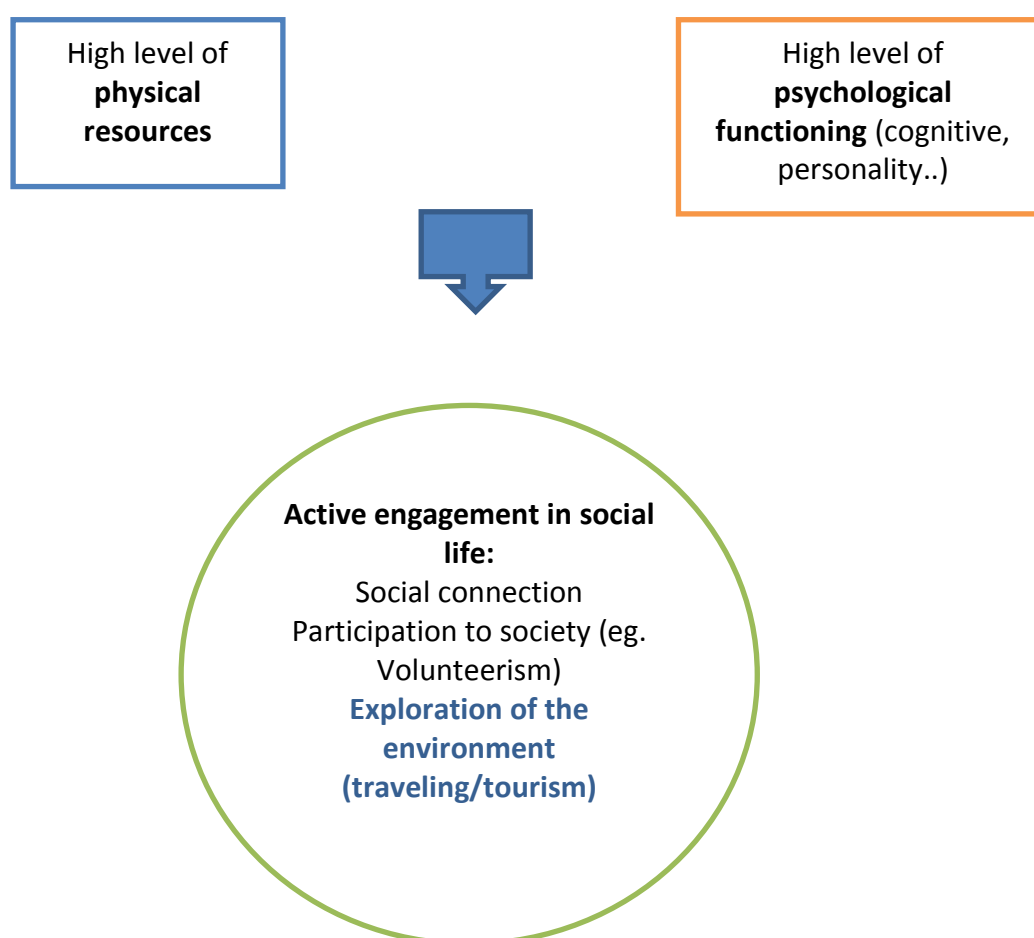 High level of
physical
resources
High level of
psychological
functioning (cognitive,
personality..)
Active engagement in social
life:
Social connection
Participation to society (eg.
Volunteerism)
Exploration of the
environment
(traveling/tourism)